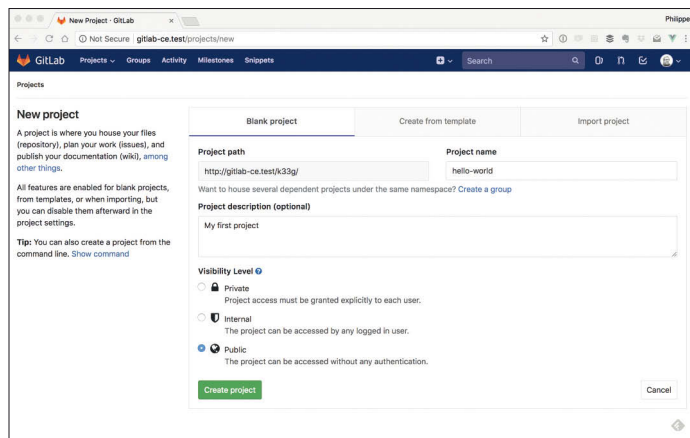 New Project · GitLab
Philippe
Not Secure gitlab-ce.test/projects/new
GitLab Projects Groups Activity Milestones Snippets Search
Projects
New project
A project is where you house your files
(repository), plan your work (issues), and
publish your documentation (wiki), among
other things.
All features are enabled for blank projects,
from templates, or when importing, but
you can disable them afterward in the
project settings.
Tip: You can also create a project from the
command line. Show command
Blank project Create from template Import project
Project path Project name
http://gitlab-ce.test/k33g/ hello-world
Want to house several dependent projects under the same namespace? Create a group
Project description (optional)
My first project
Visibility Level
Private
Project access must be granted explicitly to each user.
Internal
The project can be accessed by any logged in user.
Public
The project can be accessed without any authentication.
Create project Cancel